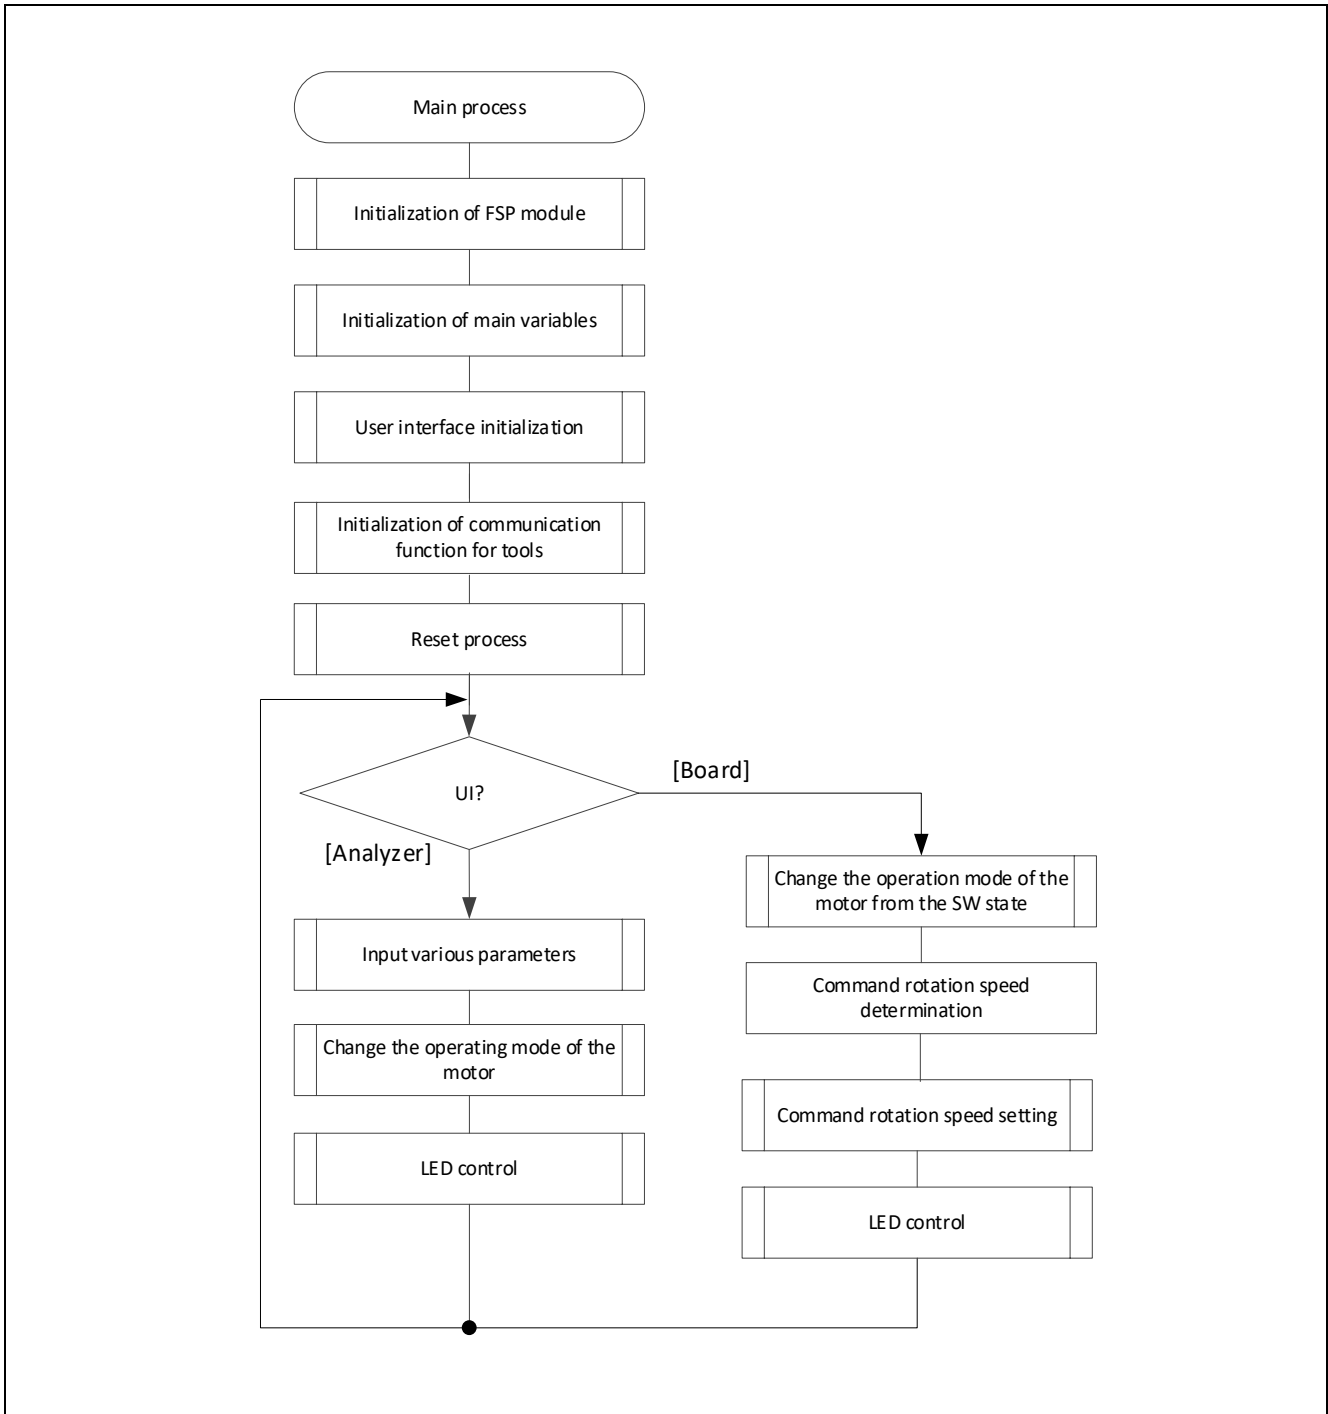 Main process
Initialization of FSP module
Initialization of main variables
User interface initialization
Initialization of communication
function for tools
Reset process
UI?
[Board]
[Analyzer]
Input various parameters
Change the operating mode of the
motor
LED control
Change the operation mode of the
motor from the SW state
Command rotation speed
determination
Command rotation speed setting
LED control